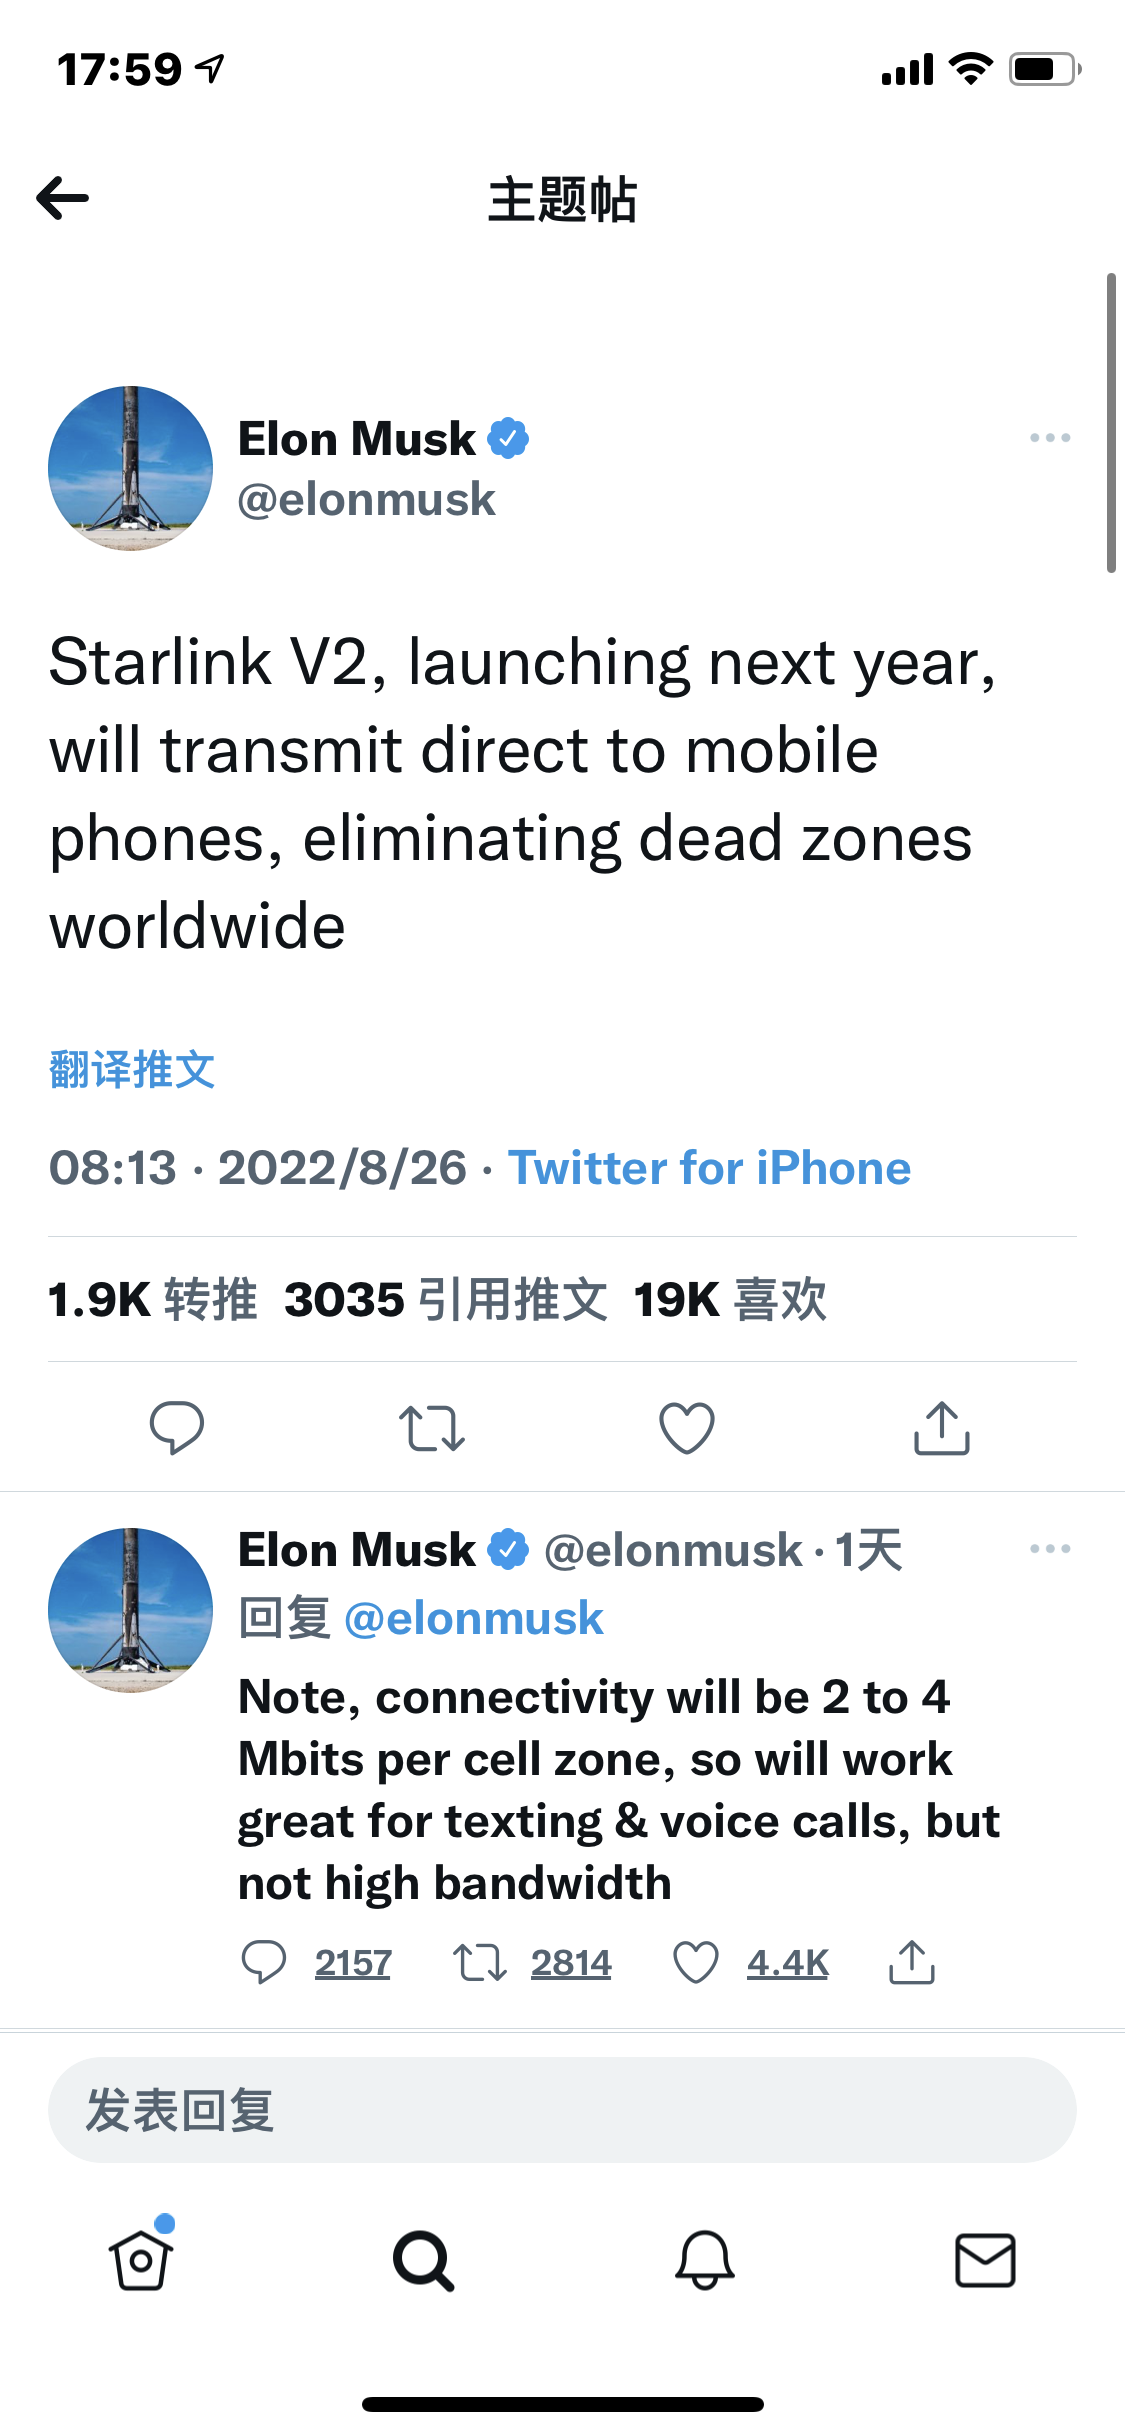 17:59
主题帖
Elon Musk
@elonmusk
Starlink V2, launching next year,
will transmit direct to mobile
phones, eliminating dead zones
worldwide
翻译推文
08:13 · 2022/8/26 · Twitter for iPhone
1.9K 转推 3035 引用推文 19K 喜欢
Elon Musk @elonmusk · 1天
回复 @elonmusk
Note, connectivity will be 2 to 4
Mbits per cell zone, so will work
great for texting & voice calls, but
not high bandwidth
2157 2814 4.4K
发表回复